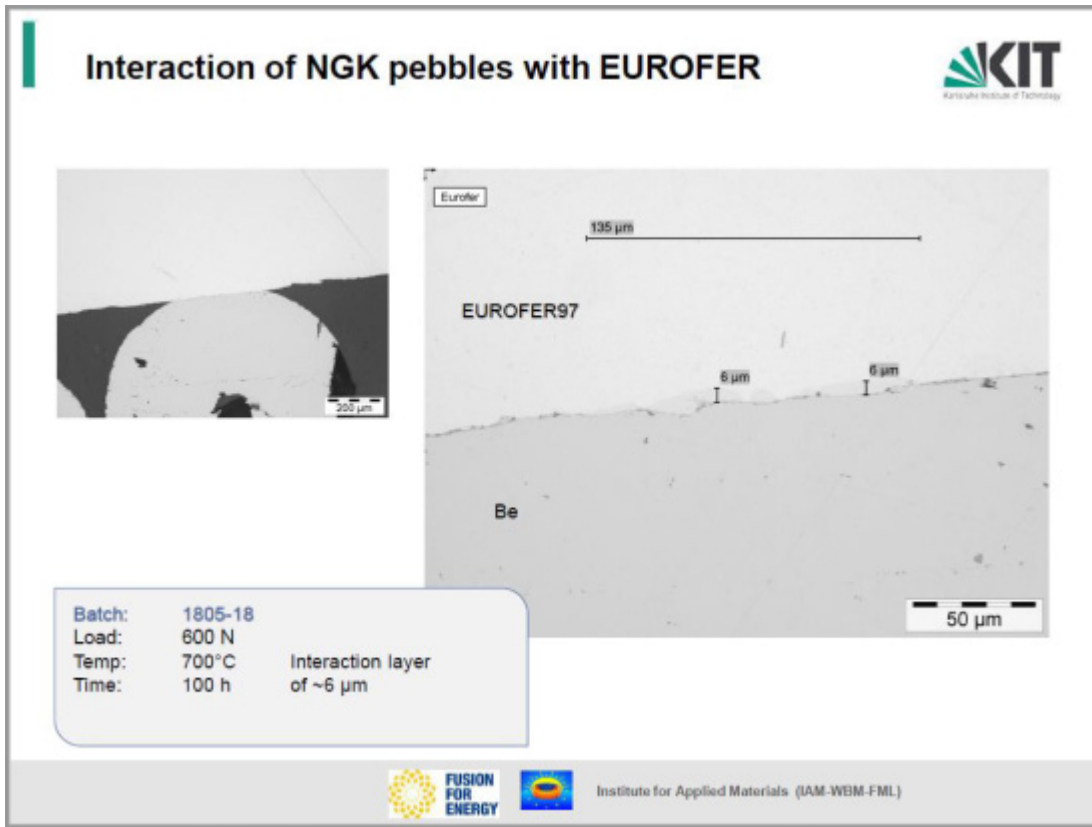 Interaction of NGK pebbles with EUROFER
KIT
Karlsruhe Institute of Technology
200 µm
Eurofer
135 µm
EUROFER97
6 µm
6 µm
Be
50 µm
Batch: 1805-18
Load: 600 N
Temp: 700°C Interaction layer
Time: 100 h of ~6 µm
FUSION
FOR
ENERGY
Institute for Applied Materials (IAM-WBM-FML)